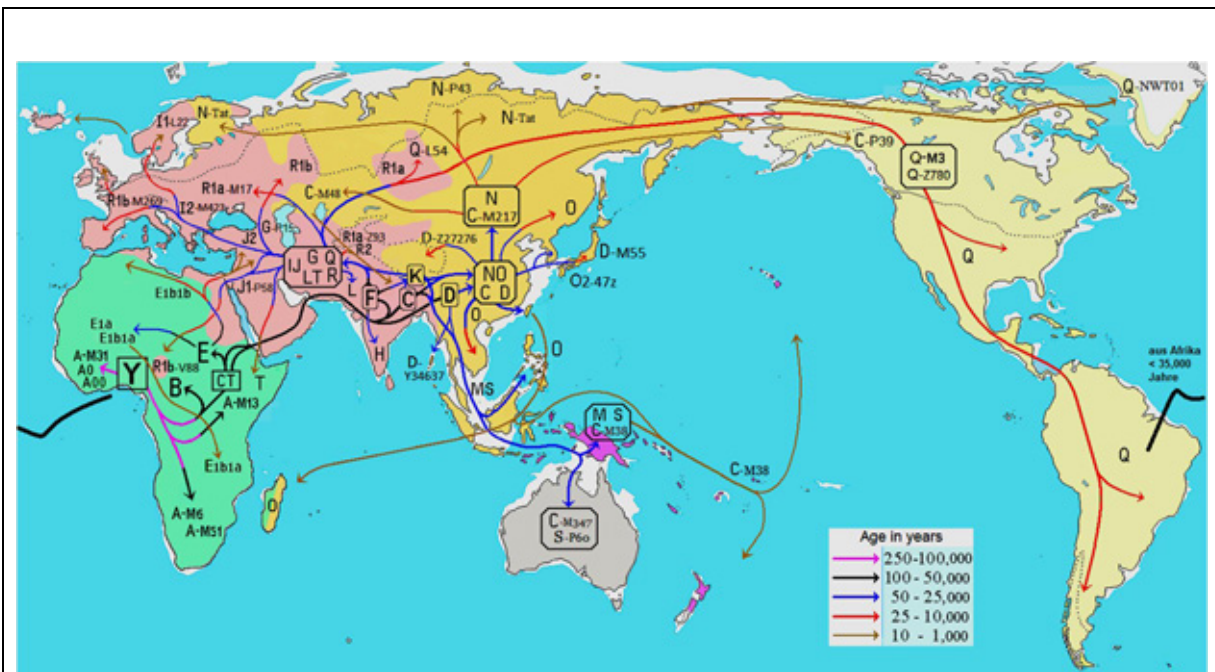 N-P43
Q-NWT01
I1-L22
N-Tat
N-Tat
C-P39
Q-L54
R1b
R1a
Q-M3
Q-Z780
R1a-M17
C-M48
N
C-M217
O
R1b-M269
I2-M423
G-P15
J2
R1a-Z93
R2
D-Z27276
D-M55
IJ G Q
LT R
L
K
NO
C D
O2-47z
Q
J1-P58
F
C
D
E1b1b
O
H
D-
Y34637
O
E1a
E1b1a
E
A-M31
A0
A00
Y
R1b-V88
B
CT
T
A-M13
MS
aus Afrika
< 35,000
Jahre
M S
C-M38
E1b1a
C-M38
Q
O
A-M6
A-M51
C-M347
S-P60
Age in years
250-100,000
100 - 50,000
50 - 25,000
25 - 10,000
10 - 1,000